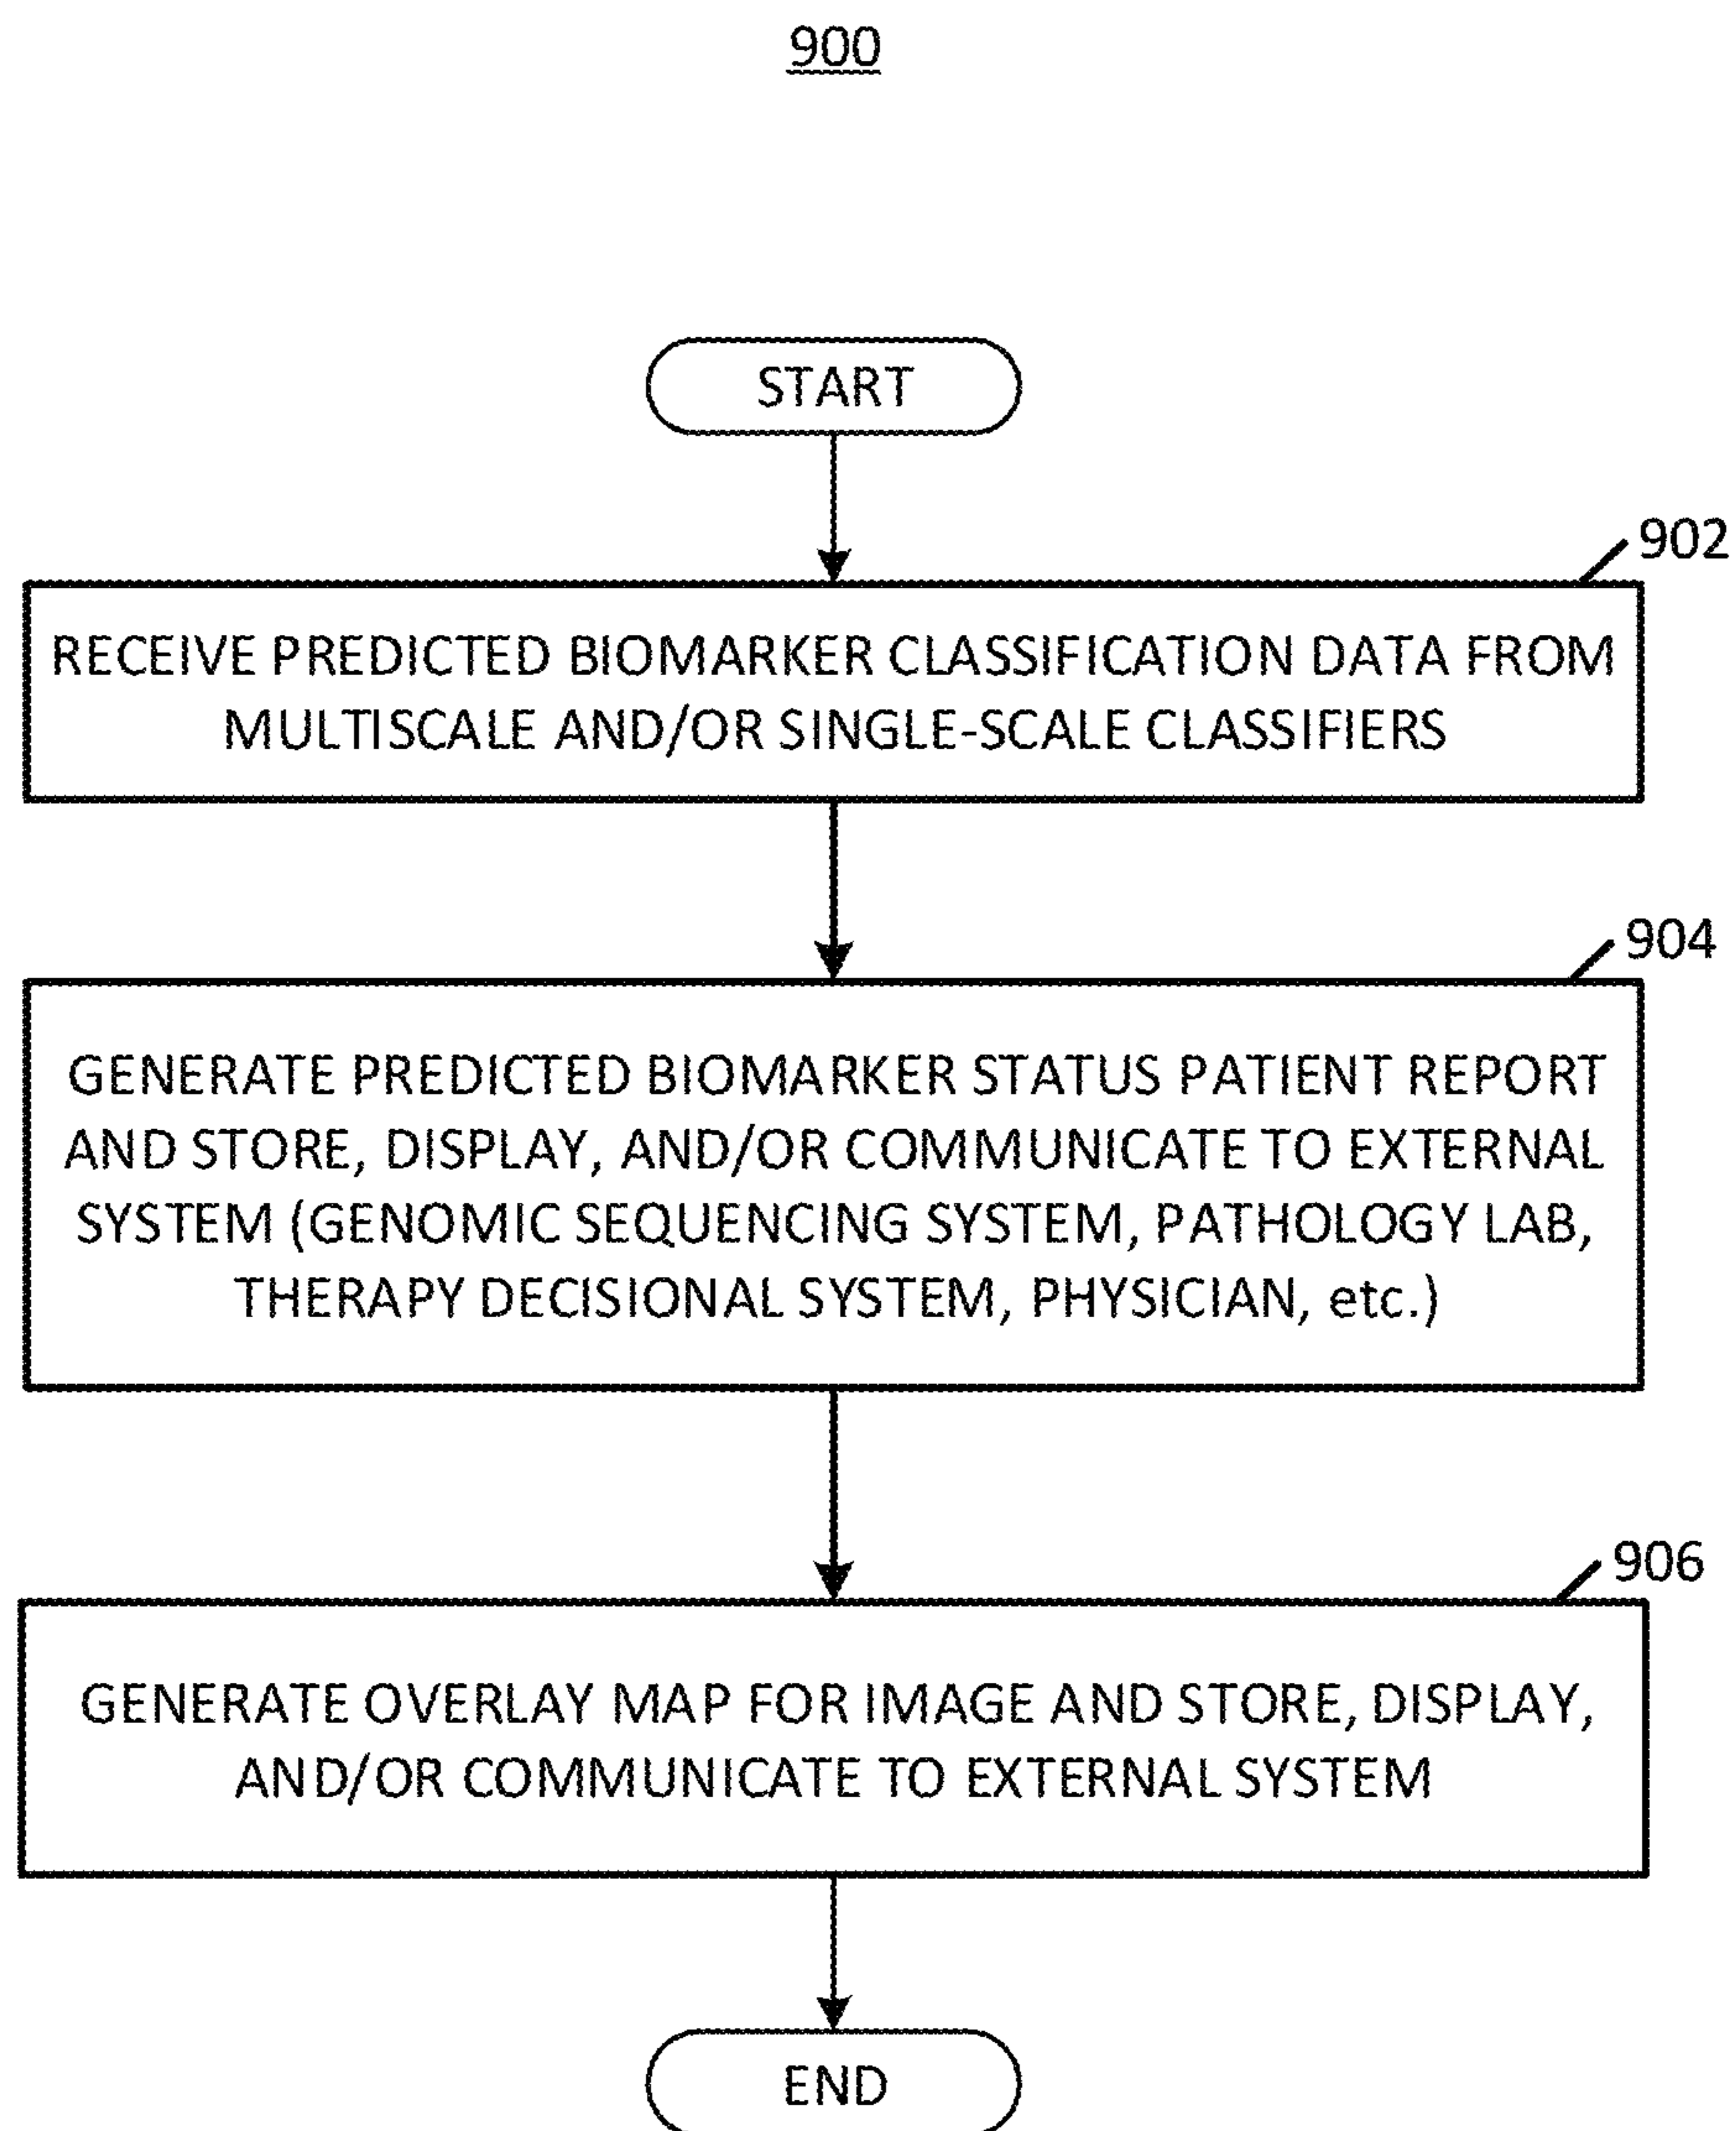 900
START
902
RECEIVE PREDICTED BIOMARKER CLASSIFICATION DATA FROM
MULTISCALE AND/OR SINGLE-SCALE CLASSIFIERS
904
GENERATE PREDICTED BIOMARKER STATUS PATIENT REPORT
AND STORE, DISPLAY, AND/OR COMMUNICATE TO EXTERNAL
SYSTEM (GENOMIC SEQUENCING SYSTEM, PATHOLOGY LAB,
THERAPY DECISIONAL SYSTEM, PHYSICIAN, etc.)
906
GENERATE OVERLAY MAP FOR IMAGE AND STORE, DISPLAY,
AND/OR COMMUNICATE TO EXTERNAL SYSTEM
END